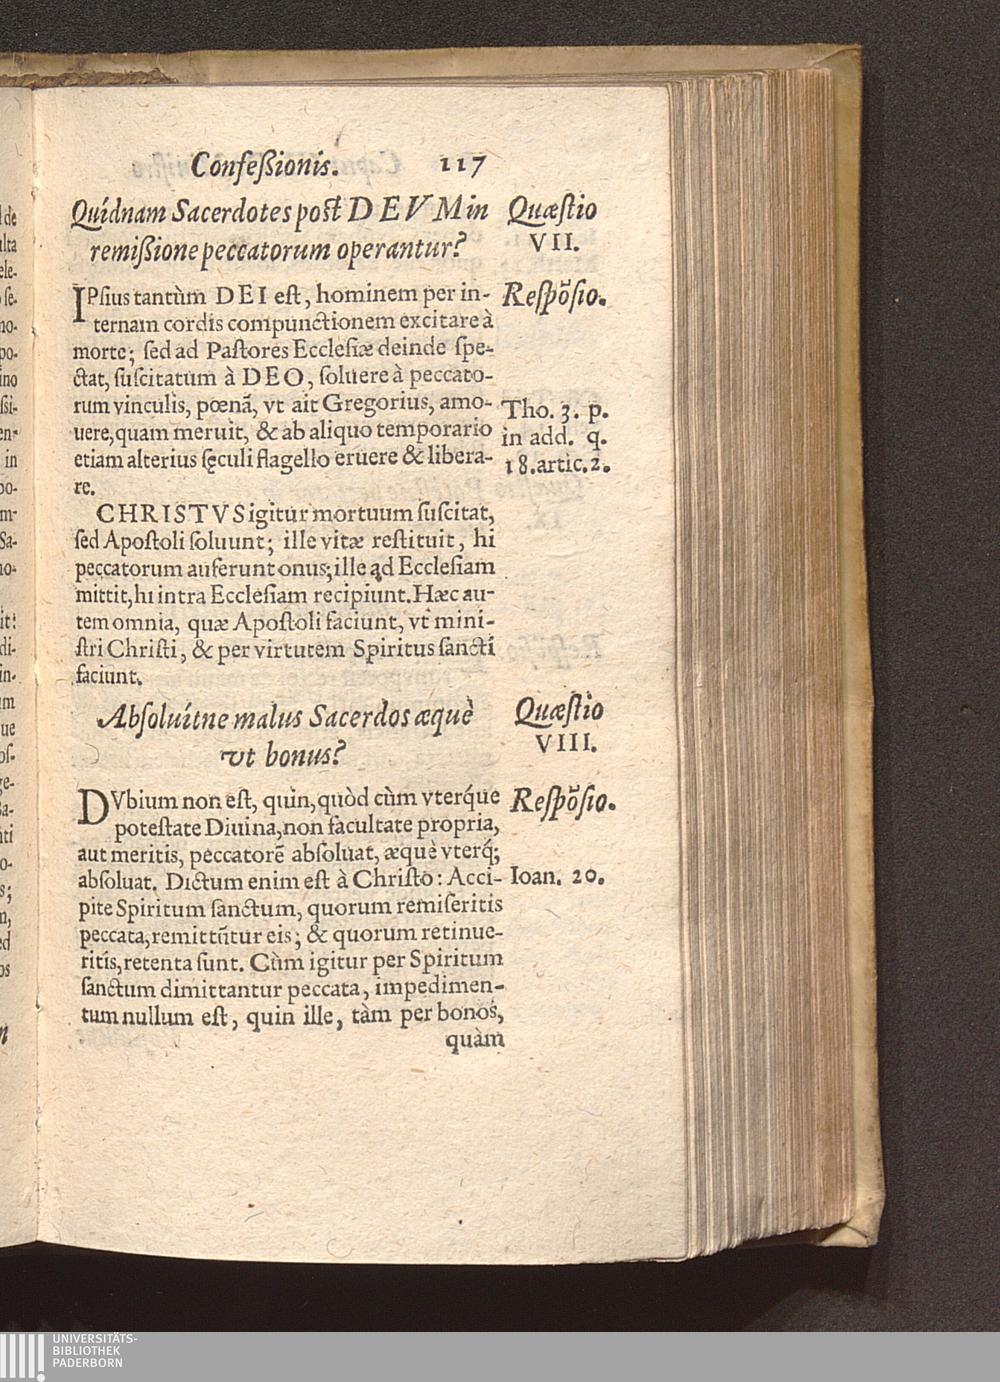 Confeßionis. 117
Quidnam Sacerdotes post DEVM in
remißione peccatorum operantur?
Quæstio
VII.
IPsius tantùm DEI est, hominem per in-
ternam cordis compunctionem excitare à
morte; sed ad Pastores Ecclesiæ deinde spe-
ctat, suscitatum à DEO, soluere à peccato-
rum vinculis, pœnã, vt ait Gregorius, amo-
uere, quam meruit, & ab aliquo temporario
etiam alterius sęculi flagello eruere & libera-
re.
Respõsio.
Tho. 3. p.
in add. q.
18. artic. 2.
CHRISTVS igitur mortuum suscitat,
sed Apostoli soluunt; ille vitæ restituit, hi
peccatorum auferunt onus; ille ad Ecclesiam
mittit, hi intra Ecclesiam recipiunt. Hæc au-
tem omnia, quæ Apostoli faciunt, vt mini-
stri Christi, & per virtutem Spiritus sancti
faciunt.
Absoluitne malus Sacerdos æquè
vt bonus?
Quæstio
VIII.
DVbium non est, quin, quòd cùm vterq́ue
potestate Diuina, non facultate propria,
aut meritis, peccatorẽ absoluat, æquè vterq́;
absoluat. Dictum enim est à Christo: Acci-
pite Spiritum sanctum, quorum remiseritis
peccata, remittũtur eis; & quorum retinue-
ritis, retenta sunt. Cùm igitur per Spiritum
sanctum dimittantur peccata, impedimen-
tum nullum est, quin ille, tàm per bonos,
quàm
Respõsio.
Ioan. 20.
UNIVERSITÄTS-
BIBLIOTHEK
PADERBORN